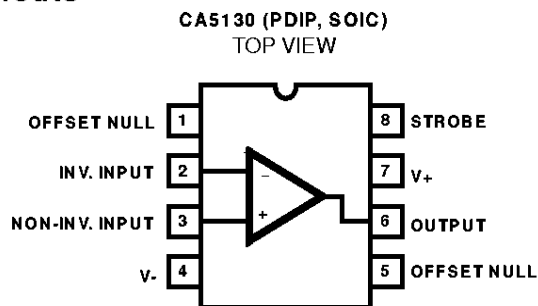 CA5130 (PDIP, SOIC)
TOP VIEW
OFFSET NULL 1
8 STROBE
INV. INPUT 2
−
7 V+
NON-INV. INPUT 3
+
6 OUTPUT
V- 4
5 OFFSET NULL